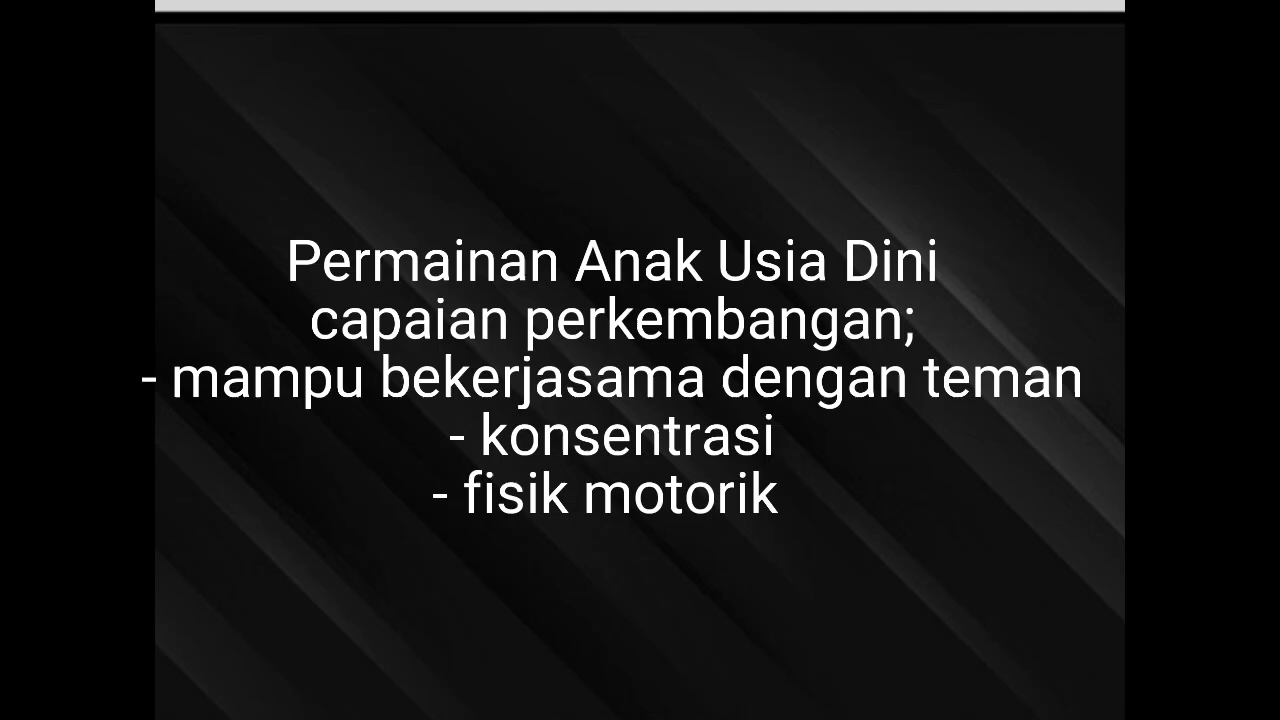 Permainan Anak Usia Dini
capaian perkembangan;
- mampu bekerjasama dengan teman
- konsentrasi
- fisik motorik